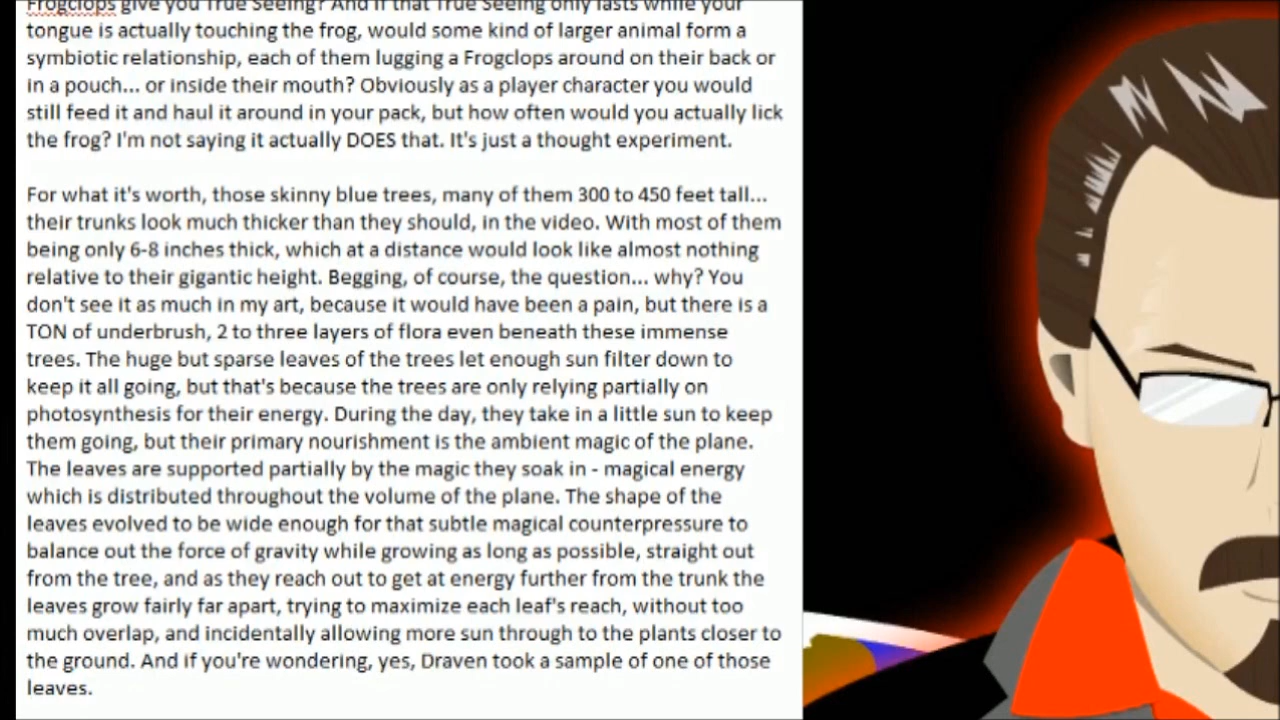 Frogclops give you True Seeing? And if that True Seeing only lasts while your
tongue is actually touching the frog, would some kind of larger animal form a
symbiotic relationship, each of them lugging a Frogclops around on their back or
in a pouch... or inside their mouth? Obviously as a player character you would
still feed it and haul it around in your pack, but how often would you actually lick
the frog? I'm not saying it actually DOES that. It's just a thought experiment.
For what it's worth, those skinny blue trees, many of them 300 to 450 feet tall...
their trunks look much thicker than they should, in the video. With most of them
being only 6-8 inches thick, which at a distance would look like almost nothing
relative to their gigantic height. Begging, of course, the question... why? You
don't see it as much in my art, because it would have been a pain, but there is a
TON of underbrush, 2 to three layers of flora even beneath these immense
trees. The huge but sparse leaves of the trees let enough sun filter down to
keep it all going, but that's because the trees are only relying partially on
photosynthesis for their energy. During the day, they take in a little sun to keep
them going, but their primary nourishment is the ambient magic of the plane.
The leaves are supported partially by the magic they soak in - magical energy
which is distributed throughout the volume of the plane. The shape of the
leaves evolved to be wide enough for that subtle magical counterpressure to
balance out the force of gravity while growing as long as possible, straight out
from the tree, and as they reach out to get at energy further from the trunk the
leaves grow fairly far apart, trying to maximize each leaf's reach, without too
much overlap, and incidentally allowing more sun through to the plants closer to
the ground. And if you're wondering, yes, Draven took a sample of one of those
leaves.